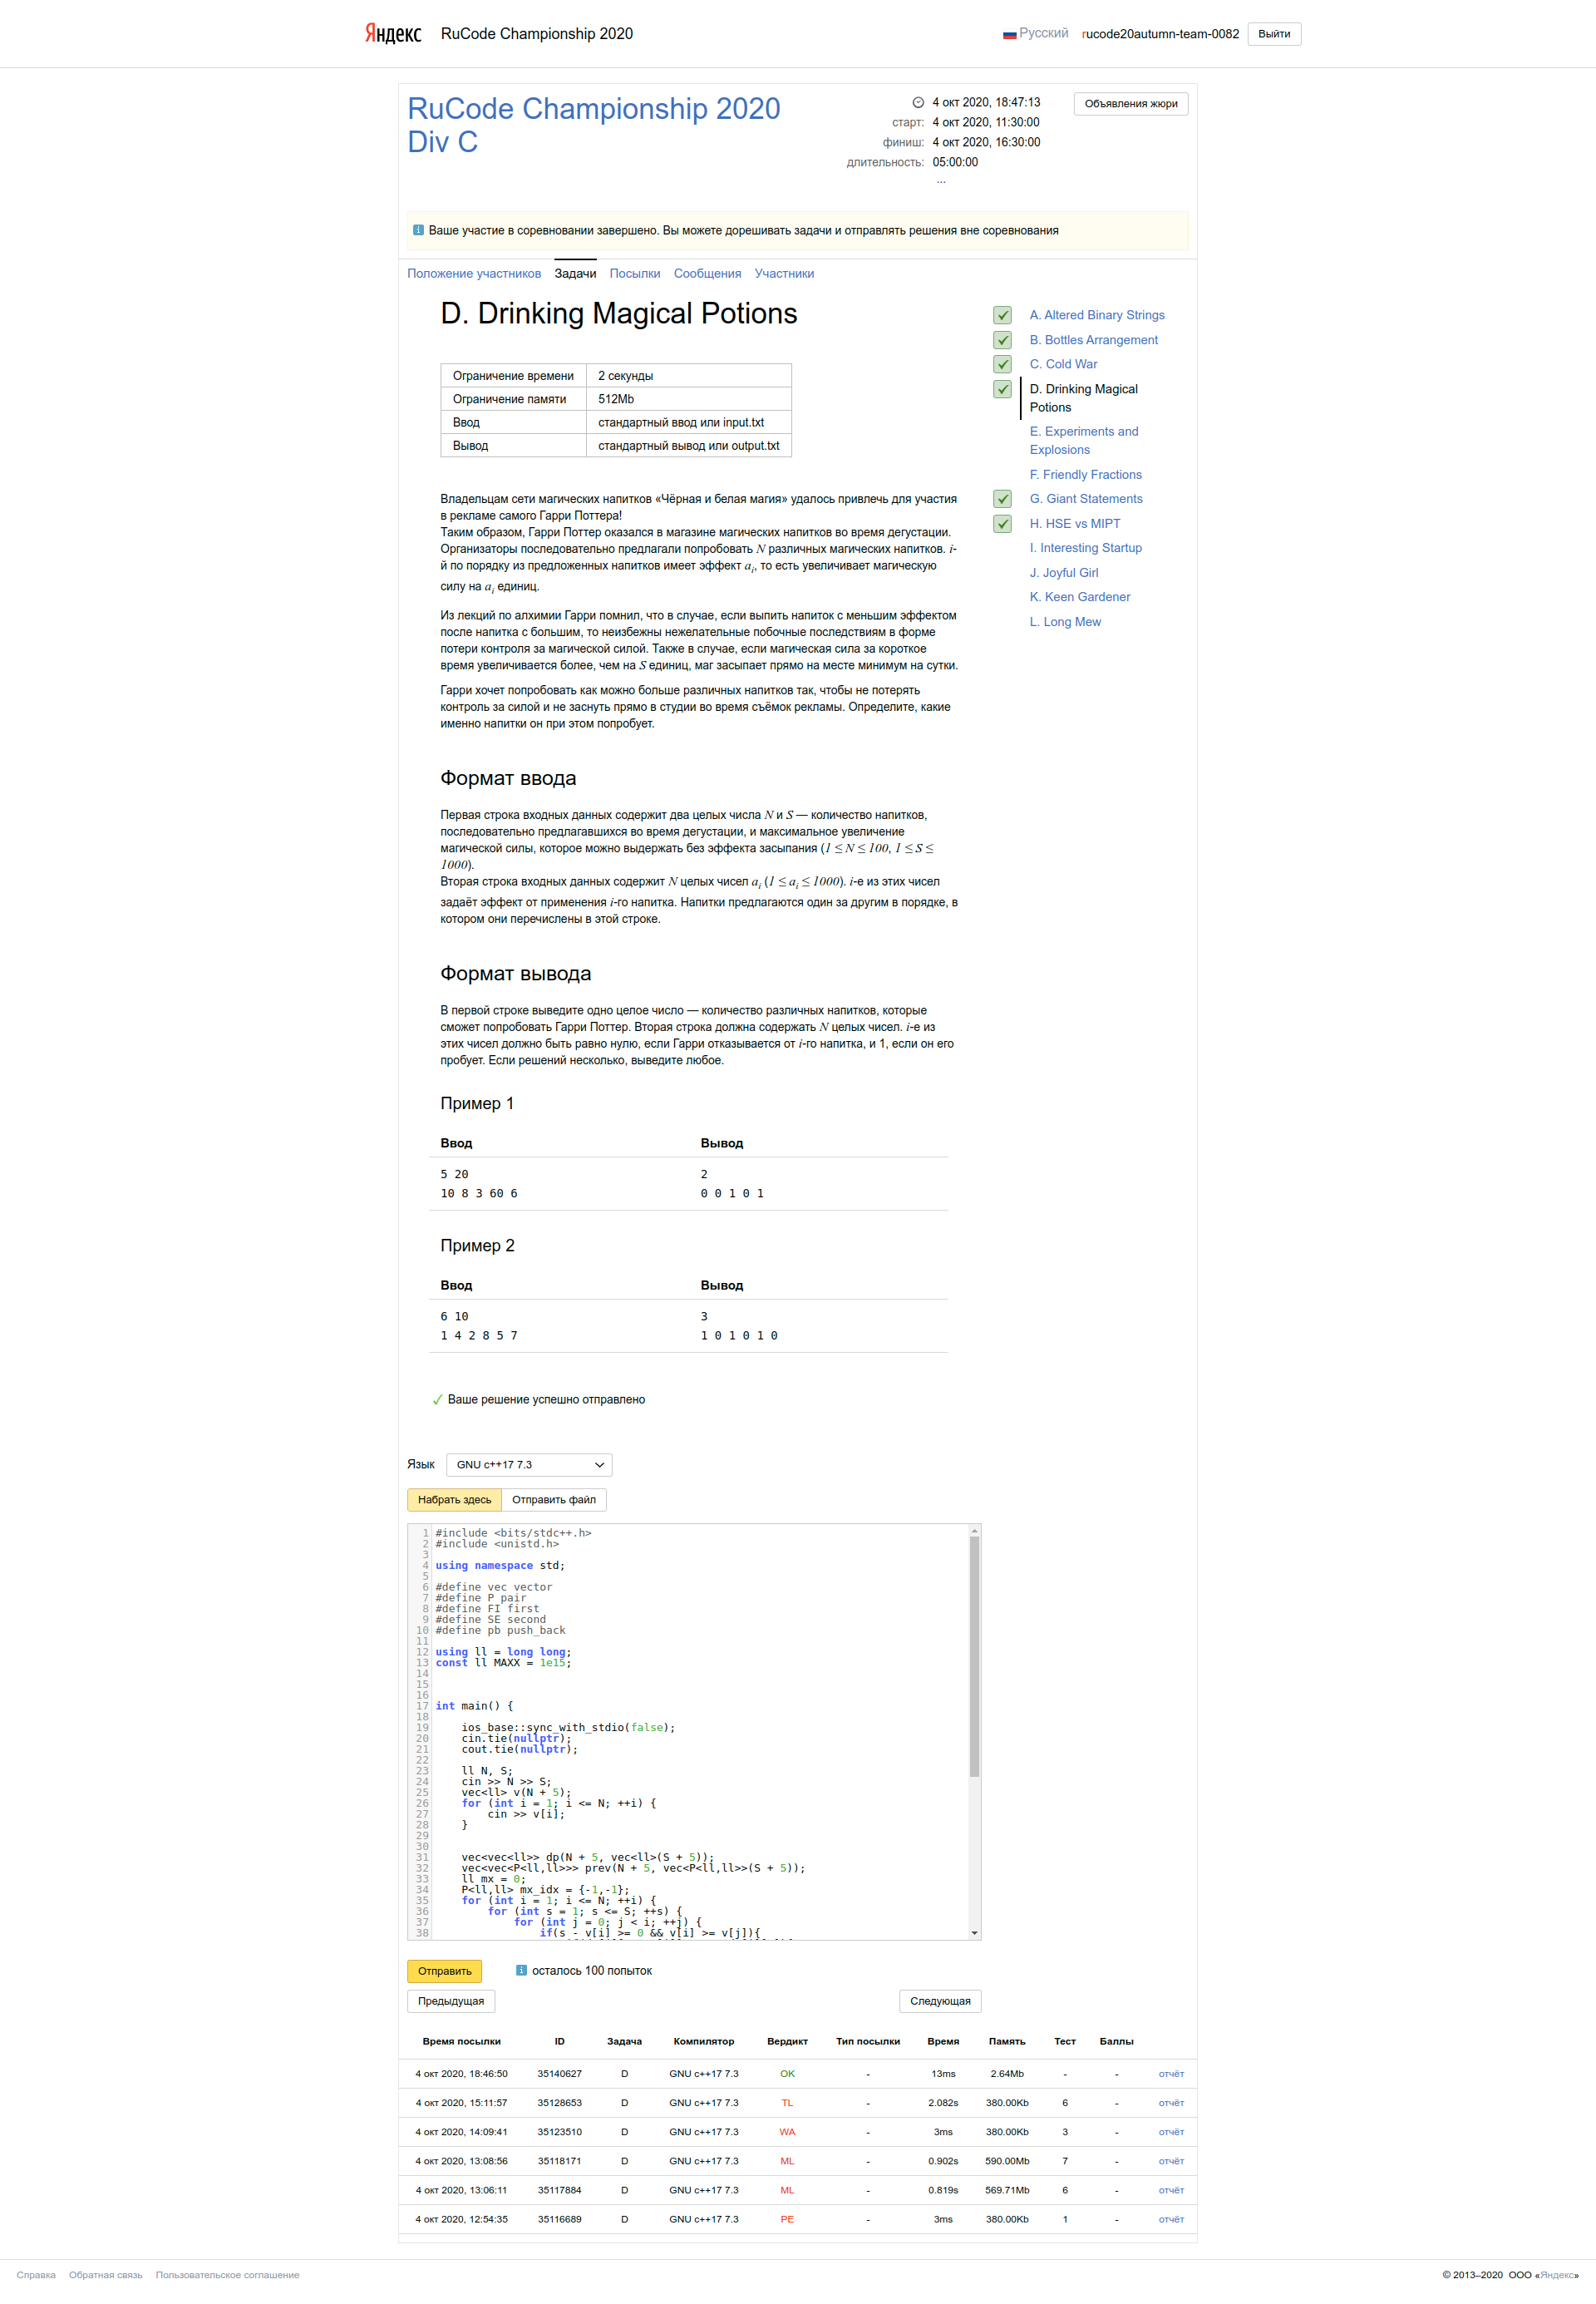 Яндекс RuCode Championship 2020 Русский rucode20autumn-team-0082 Выйти
RuCode Championship 2020
Div C
4 окт 2020, 18:47:13
старт: 4 окт 2020, 11:30:00
финиш: 4 окт 2020, 16:30:00
длительность: 05:00:00
...
Объявления жюри
Ваше участие в соревновании завершено. Вы можете дорешивать задачи и отправлять решения вне соревнования
Положение участников Задачи Посылки Сообщения Участники
D. Drinking Magical Potions
Ограничение времени 2 секунды
Ограничение памяти 512Mb
Ввод стандартный ввод или input.txt
Вывод стандартный вывод или output.txt
Владельцам сети магических напитков «Чёрная и белая магия» удалось привлечь для участия
в рекламе самого Гарри Поттера!
Таким образом, Гарри Поттер оказался в магазине магических напитков во время дегустации.
Организаторы последовательно предлагали попробовать N различных магических напитков. i-
й по порядку из предложенных напитков имеет эффект a_i, то есть увеличивает магическую
силу на a_i единиц.
Из лекций по алхимии Гарри помнил, что в случае, если выпить напиток с меньшим эффектом
после напитка с большим, то неизбежны нежелательные побочные последствиям в форме
потери контроля за магической силой. Также в случае, если магическая сила за короткое
время увеличивается более, чем на S единиц, маг засыпает прямо на месте минимум на сутки.
Гарри хочет попробовать как можно больше различных напитков так, чтобы не потерять
контроль за силой и не заснуть прямо в студии во время съёмок рекламы. Определите, какие
именно напитки он при этом попробует.
Формат ввода
Первая строка входных данных содержит два целых числа N и S — количество напитков,
последовательно предлагавшихся во время дегустации, и максимальное увеличение
магической силы, которое можно выдержать без эффекта засыпания (1 ≤ N ≤ 100, 1 ≤ S ≤
1000).
Вторая строка входных данных содержит N целых чисел a_i (1 ≤ a_i ≤ 1000). i-е из этих чисел
задаёт эффект от применения i-го напитка. Напитки предлагаются один за другим в порядке, в
котором они перечислены в этой строке.
Формат вывода
В первой строке выведите одно целое число — количество различных напитков, которые
сможет попробовать Гарри Поттер. Вторая строка должна содержать N целых чисел. i-е из
этих чисел должно быть равно нулю, если Гарри отказывается от i-го напитка, и 1, если он его
пробует. Если решений несколько, выведите любое.
Пример 1
Ввод Вывод
5 20 2
10 8 3 60 6 0 0 1 0 1
Пример 2
Ввод Вывод
6 10 3
1 4 2 8 5 7 1 0 1 0 1 0
Ваше решение успешно отправлено
Язык GNU c++17 7.3
Набрать здесь Отправить файл
1 #include <bits/stdc++.h>
2 #include <unistd.h>
3
4 using namespace std;
5
6 #define vec vector
7 #define P pair
8 #define FI first
9 #define SE second
10 #define pb push_back
11
12 using ll = long long;
13 const ll MAXX = 1e15;
14
15
16
17 int main() {
18
19 ios_base::sync_with_stdio(false);
20 cin.tie(nullptr);
21 cout.tie(nullptr);
22
23 ll N, S;
24 cin >> N >> S;
25 vec<ll> v(N + 5);
26 for (int i = 1; i <= N; ++i) {
27 cin >> v[i];
28 }
29
30
31 vec<vec<ll>> dp(N + 5, vec<ll>(S + 5));
32 vec<vec<P<ll,ll>>> prev(N + 5, vec<P<ll,ll>>(S + 5));
33 ll mx = 0;
34 P<ll,ll> mx_idx = {-1,-1};
35 for (int i = 1; i <= N; ++i) {
36 for (int s = 1; s <= S; ++s) {
37 for (int j = 0; j < i; ++j) {
38 if(s - v[i] >= 0 && v[i] >= v[j]){
Отправить осталось 100 попыток
Предыдущая Следующая
Время посылки ID Задача Компилятор Вердикт Тип посылки Время Память Тест Баллы
4 окт 2020, 18:46:50 35140627 D GNU c++17 7.3 OK - 13ms 2.64Mb - - отчёт
4 окт 2020, 15:11:57 35128653 D GNU c++17 7.3 TL - 2.082s 380.00Kb 6 - отчёт
4 окт 2020, 14:09:41 35123510 D GNU c++17 7.3 WA - 3ms 380.00Kb 3 - отчёт
4 окт 2020, 13:08:56 35118171 D GNU c++17 7.3 ML - 0.902s 590.00Mb 7 - отчёт
4 окт 2020, 13:06:11 35117884 D GNU c++17 7.3 ML - 0.819s 569.71Mb 6 - отчёт
4 окт 2020, 12:54:35 35116689 D GNU c++17 7.3 PE - 3ms 380.00Kb 1 - отчёт
A. Altered Binary Strings
B. Bottles Arrangement
C. Cold War
D. Drinking Magical
Potions
E. Experiments and
Explosions
F. Friendly Fractions
G. Giant Statements
H. HSE vs MIPT
I. Interesting Startup
J. Joyful Girl
K. Keen Gardener
L. Long Mew
Справка Обратная связь Пользовательское соглашение © 2013–2020 ООО «Яндекс»